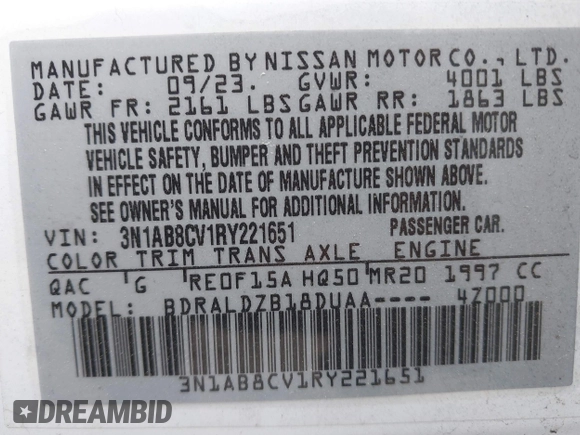 MANUFACTURED BY NISSAN MOTOR CO., LTD.
DATE: 09/23. GVWR: 4001 LBS
GAWR FR: 2161 LBS GAWR RR: 1863 LBS
THIS VEHICLE CONFORMS TO ALL APPLICABLE FEDERAL MOTOR
VEHICLE SAFETY, BUMPER AND THEFT PREVENTION STANDARDS
IN EFFECT ON THE DATE OF MANUFACTURE SHOWN ABOVE.
SEE OWNER'S MANUAL FOR ADDITIONAL INFORMATION.
VIN: 3N1AB8CV1RY221651 PASSENGER CAR.
COLOR TRIM TRANS AXLE ENGINE
QAC G RE0F15A HQ50 MR20 1997 CC
MODEL: BDRALDZB18DUAA---- 4Z000
3N1AB8CV1RY221651
DREAMBID